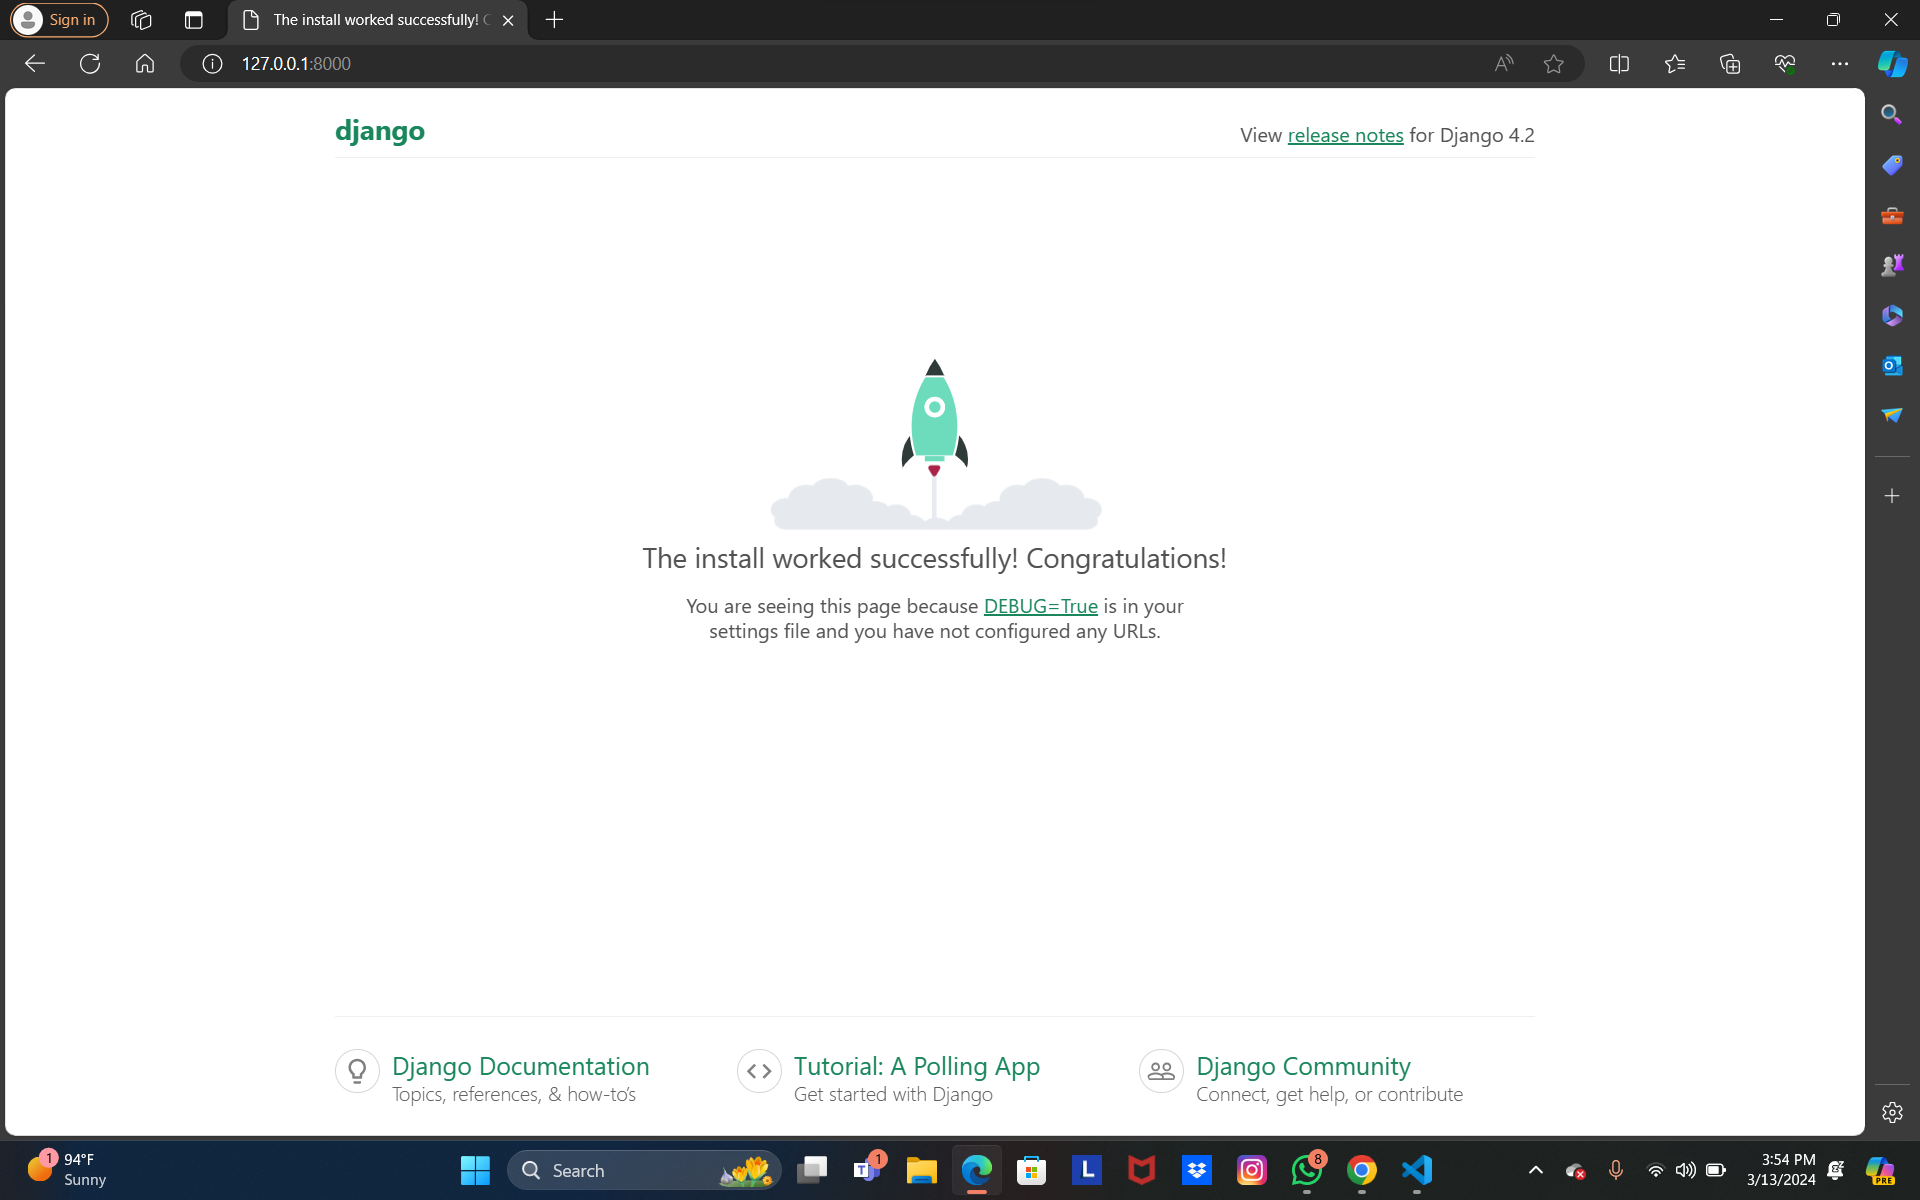 Sign in
The install worked successfully! C
127.0.0.1:8000
django
View release notes for Django 4.2
The install worked successfully! Congratulations!
You are seeing this page because DEBUG=True is in your
settings file and you have not configured any URLs.
Django Documentation
Topics, references, & how-to's
Tutorial: A Polling App
Get started with Django
Django Community
Connect, get help, or contribute
1
94°F
Sunny
Search
T
1
L
8
3:54 PM
3/13/2024
PRE